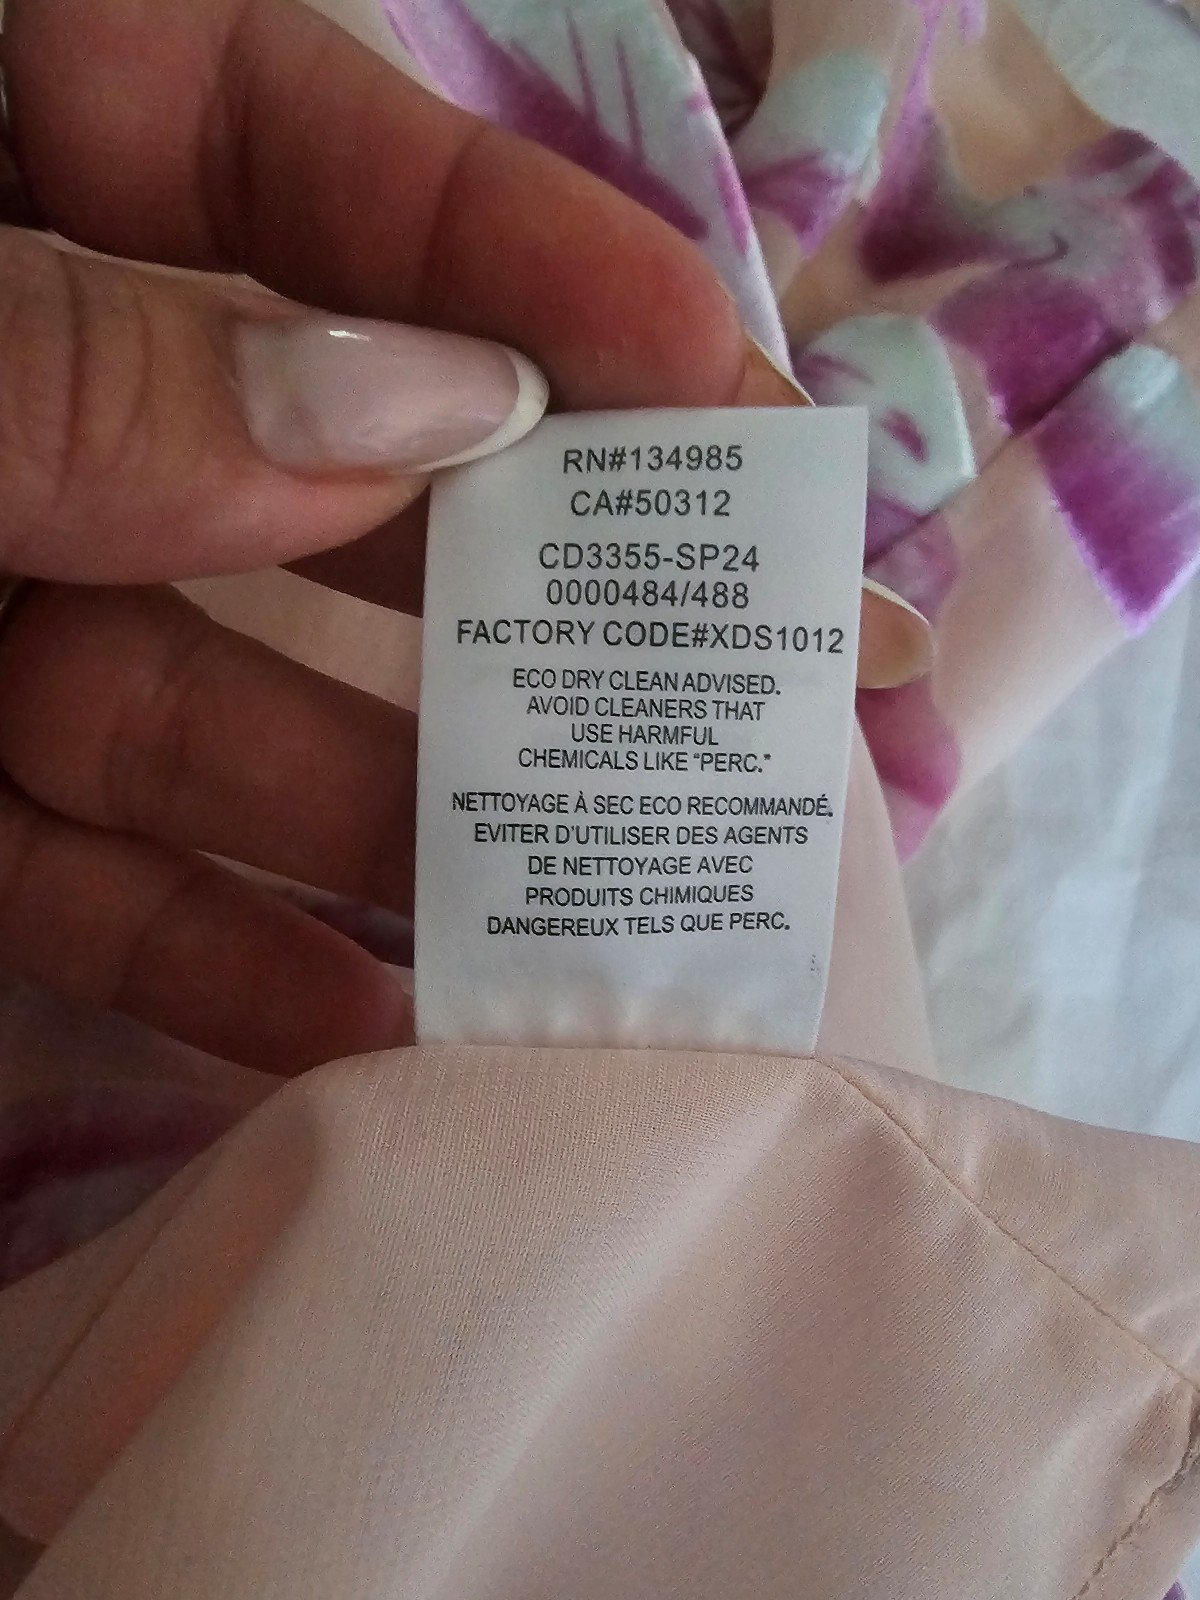 RN#134985
CA#50312
CD3355-SP24
0000484/488
FACTORY CODE#XDS1012
ECO DRY CLEAN ADVISED.
AVOID CLEANERS THAT
USE HARMFUL
CHEMICALS LIKE "PERC."
NETTOYAGE À SEC ECO RECOMMANDÉ.
EVITER D'UTILISER DES AGENTS
DE NETTOYAGE AVEC
PRODUITS CHIMIQUES
DANGEREUX TELS QUE PERC.